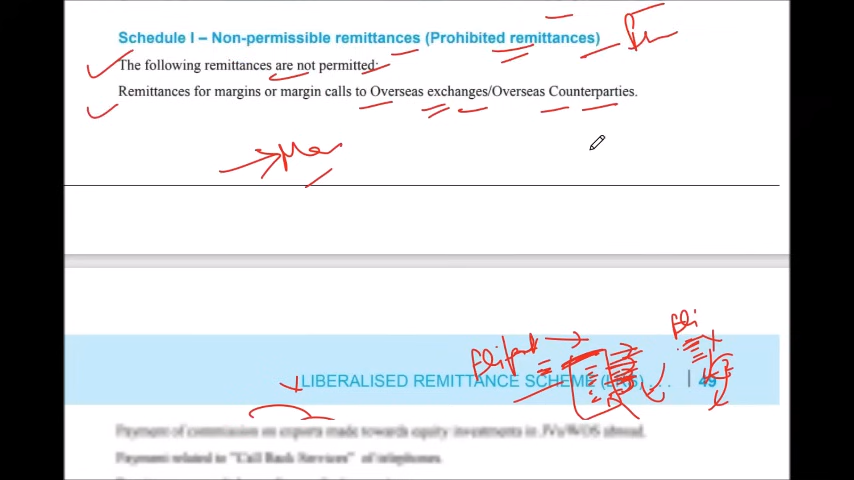 Schedule I – Non-permissible remittances (Prohibited remittances)
The following remittances are not permitted:
Remittances for margins or margin calls to Overseas exchanges/Overseas Counterparties.
LIBERALISED REMITTANCE SCHEME (LRS) . . . | 49
Payment of commission on exports made towards equity investments in JVs/WOS abroad.
Payment related to "Call Back Services" of telephones.